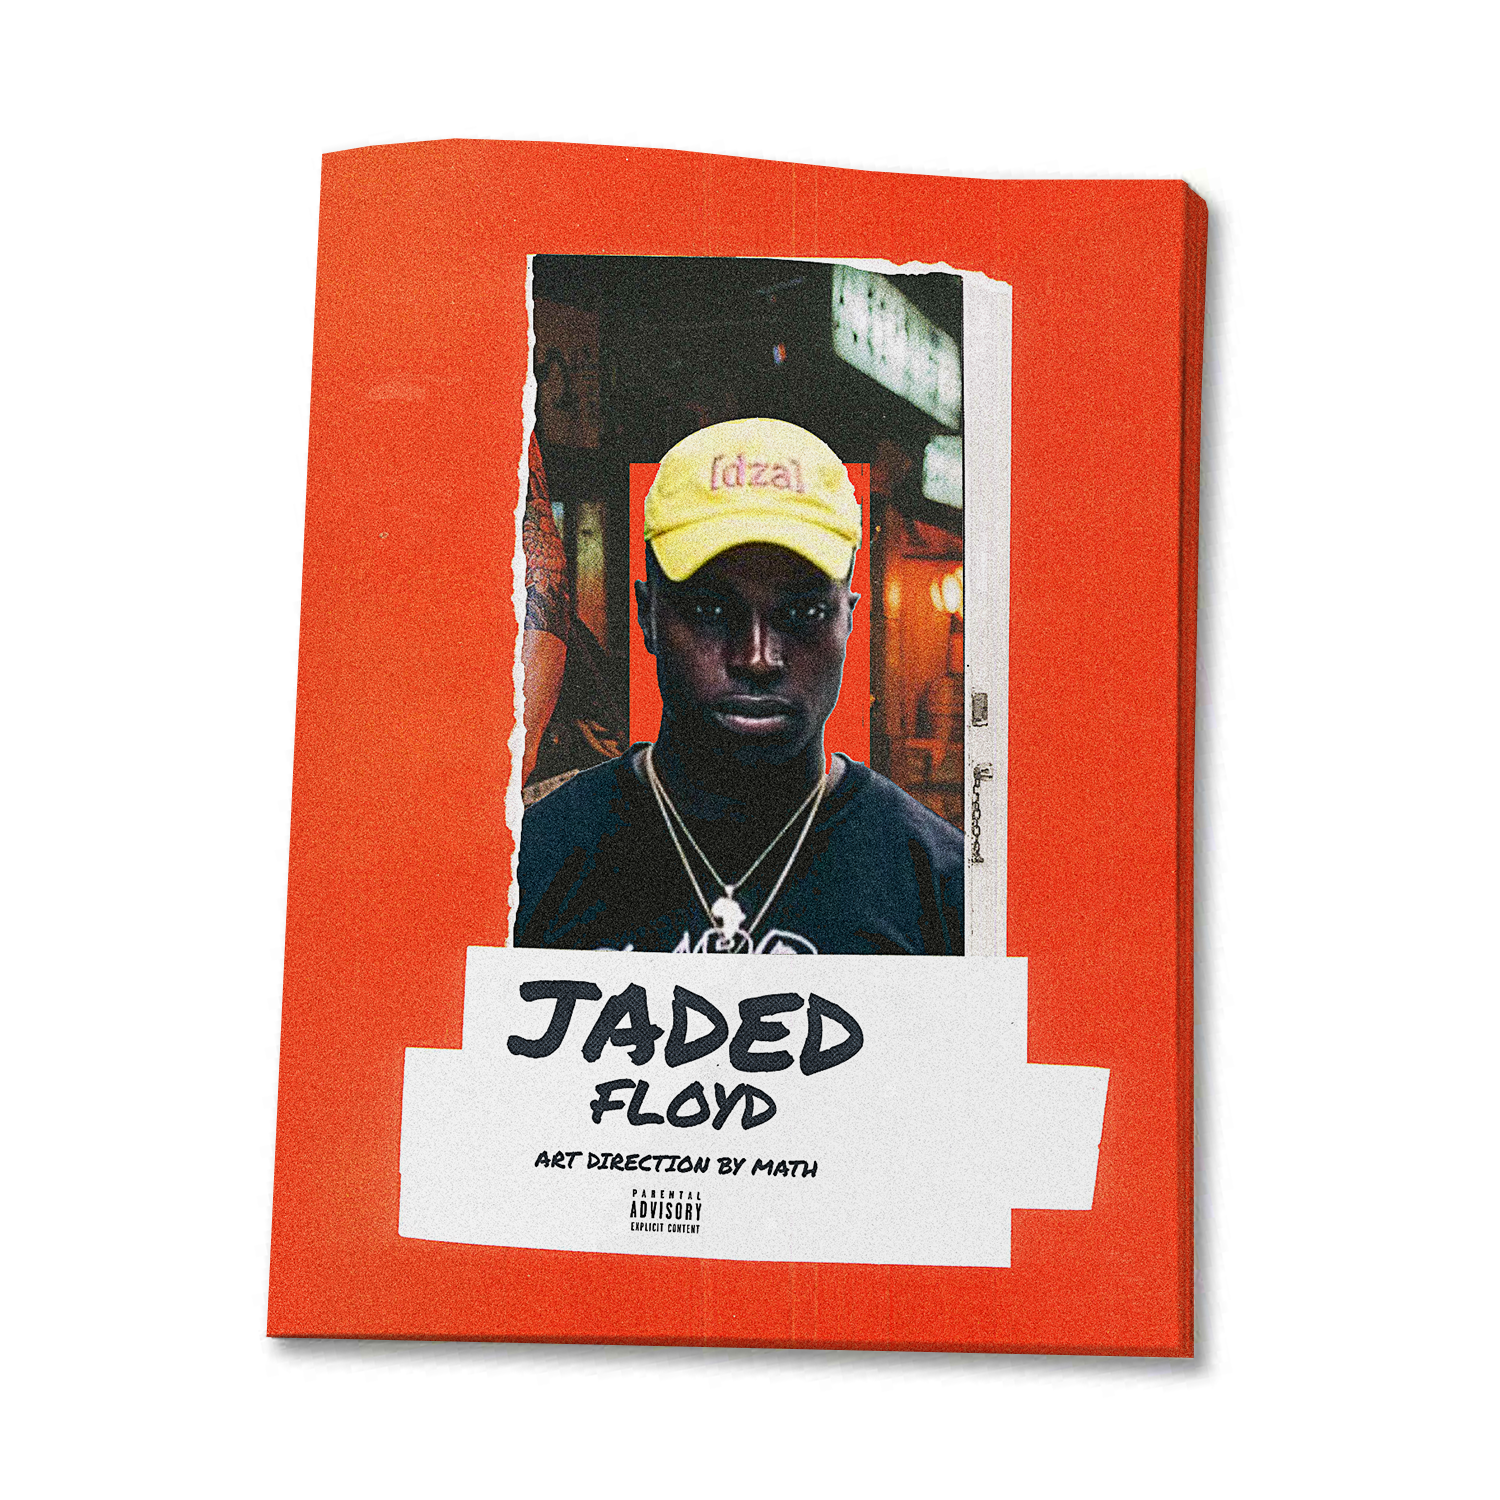 [dza]
JADED
FLOYD
ART DIRECTION BY MATH
PARENTAL
ADVISORY
EXPLICIT CONTENT